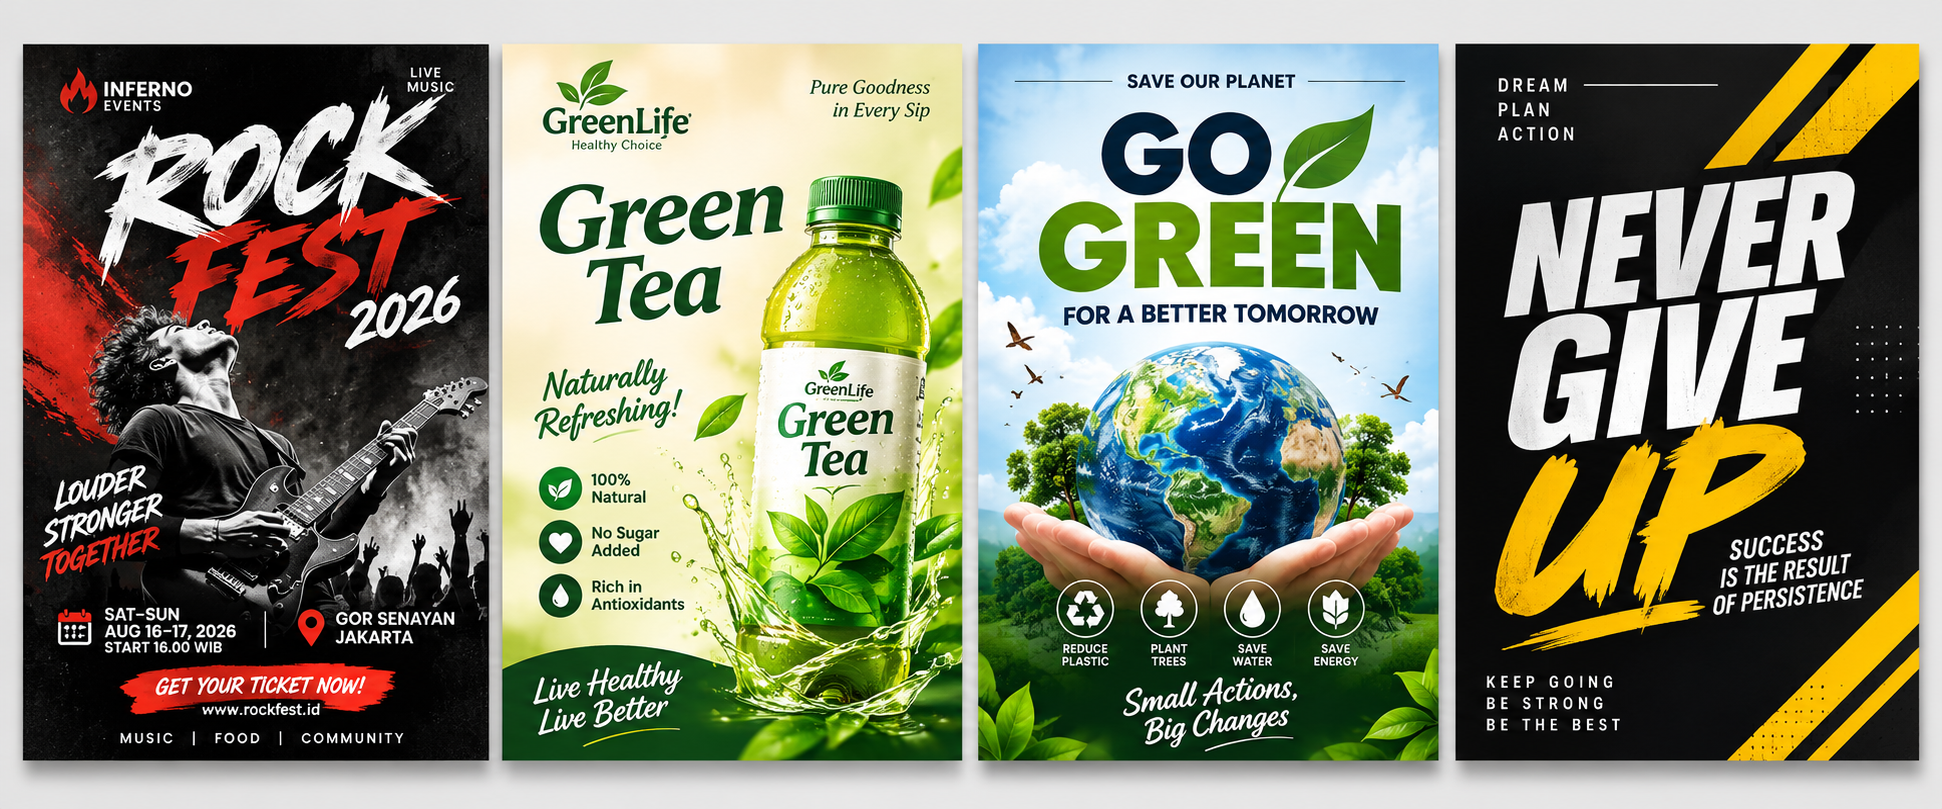 INFERNO
EVENTS
LIVE
MUSIC
ROCK
FEST
2026
LOUDER
STRONGER
TOGETHER
SAT–SUN
AUG 16–17, 2026
START 16.00 WIB
GOR SENAYAN
JAKARTA
GET YOUR TICKET NOW!
www.rockfest.id
MUSIC | FOOD | COMMUNITY
GreenLife
Healthy Choice
Pure Goodness
in Every Sip
Green
Tea
Naturally
Refreshing!
100%
Natural
No Sugar
Added
Rich in
Antioxidants
GreenLife
Green
Tea
Live Healthy
Live Better
SAVE OUR PLANET
GO
GREEN
FOR A BETTER TOMORROW
REDUCE
PLASTIC
PLANT
TREES
SAVE
WATER
SAVE
ENERGY
Small Actions,
Big Changes
DREAM
PLAN
ACTION
NEVER
GIVE
UP
SUCCESS
IS THE RESULT
OF PERSISTENCE
KEEP GOING
BE STRONG
BE THE BEST